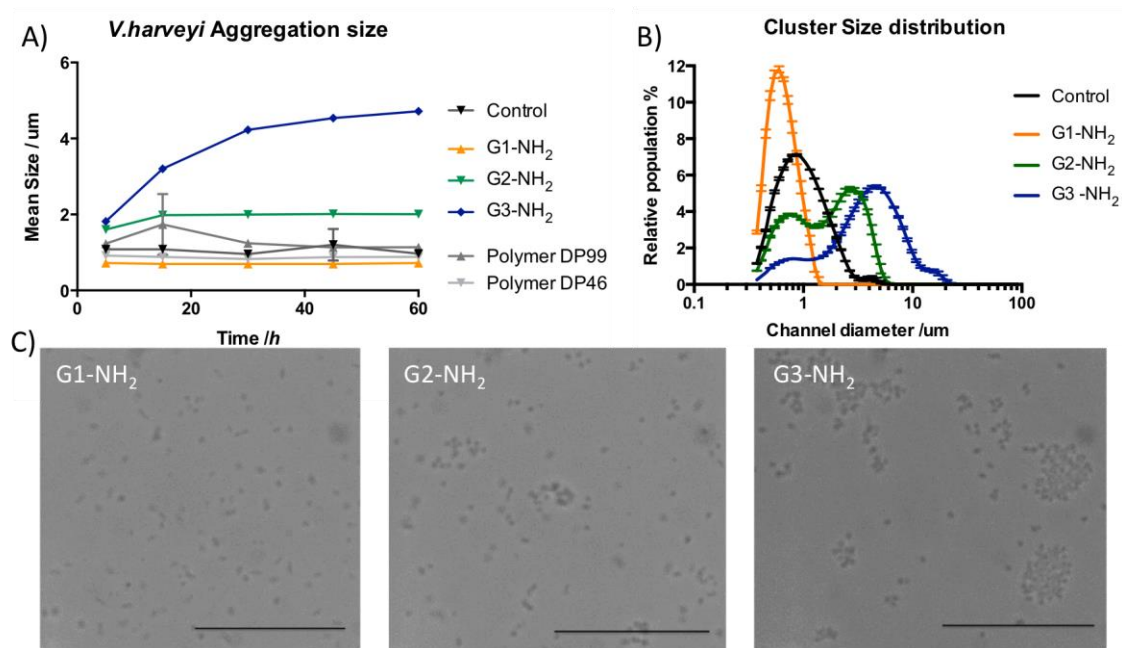 A)
V.harveyi Aggregation size
Mean Size / um
6
4
2
0
0
20
40
60
Time /h
Control
G1-NH₂
G2-NH₂
G3-NH₂
Polymer DP99
Polymer DP46
B)
Cluster Size distribution
Relative population %
12
10
8
6
4
2
0
0.1
1
10
100
Channel diameter /um
Control
G1-NH₂
G2-NH₂
G3 -NH₂
C)
G1-NH₂
G2-NH₂
G3-NH₂